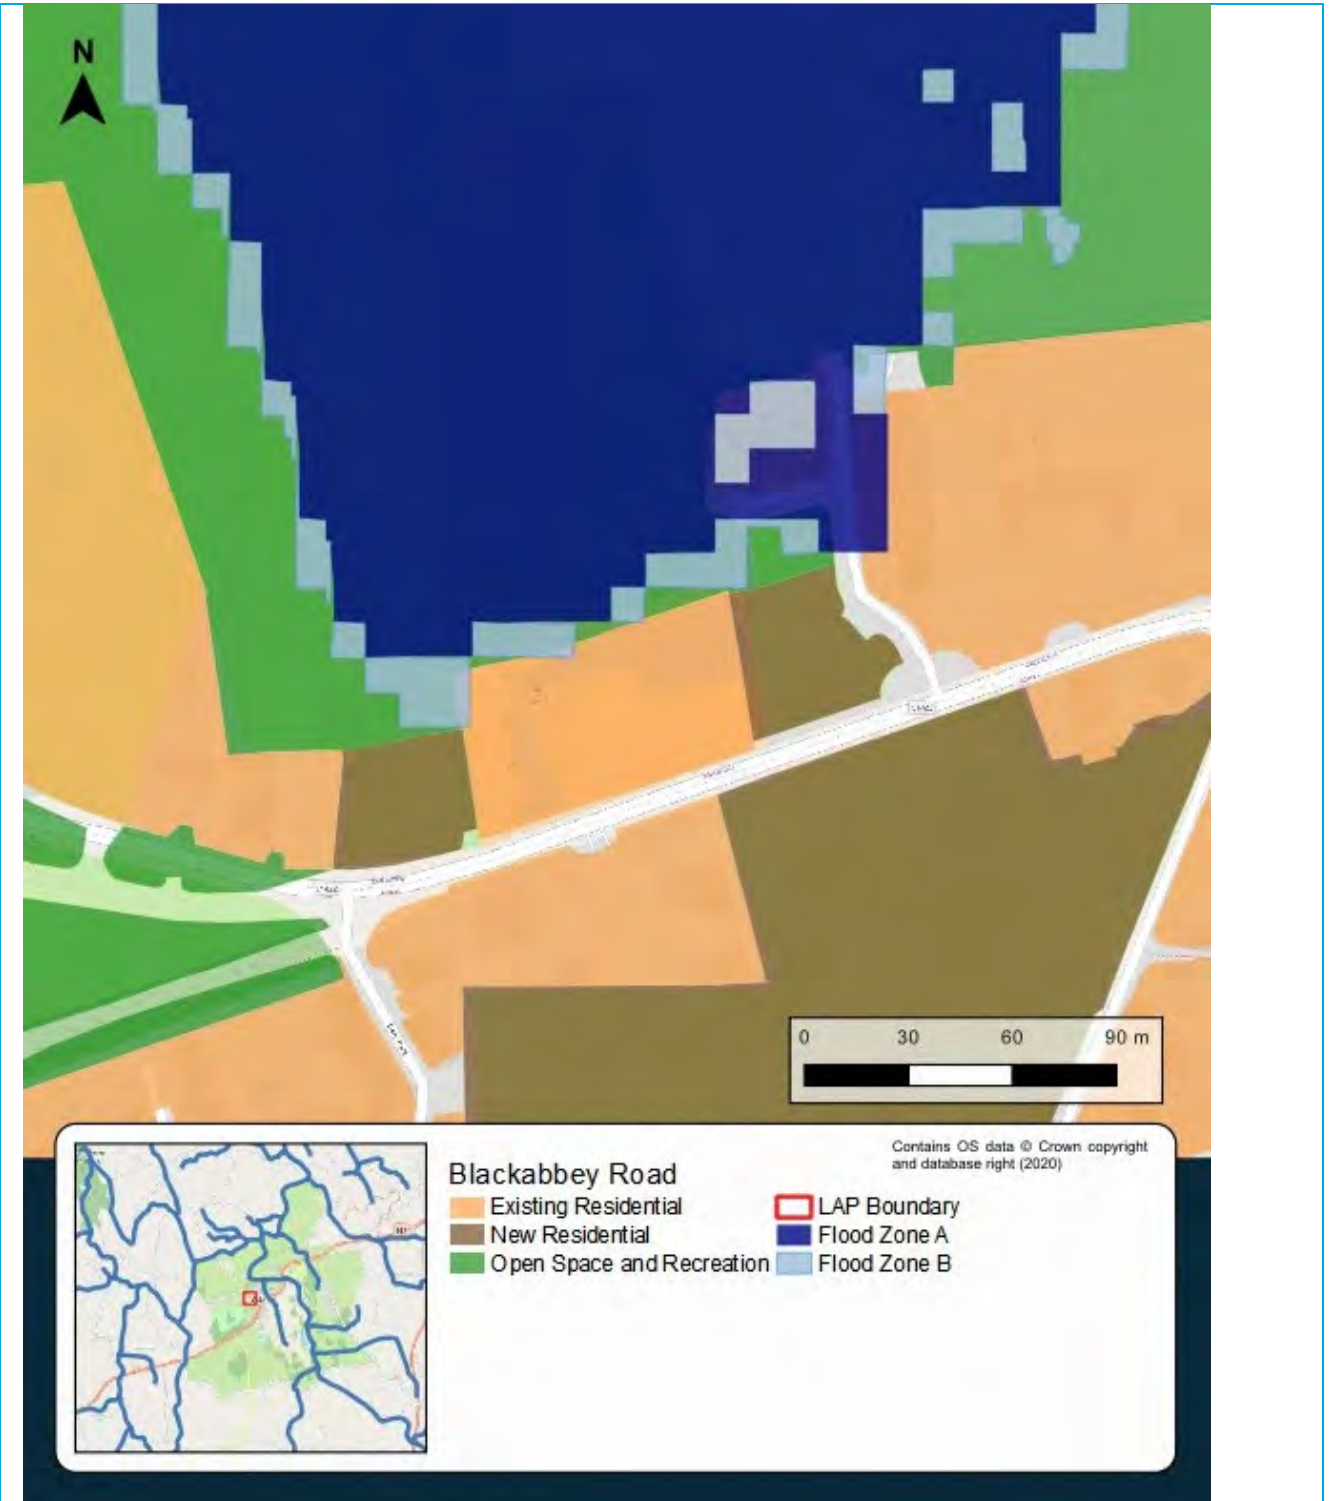 N
0 30 60 90 m
Contains OS data © Crown copyright
and database right (2020)
Blackabbey Road
Existing Residential
New Residential
Open Space and Recreation
LAP Boundary
Flood Zone A
Flood Zone B